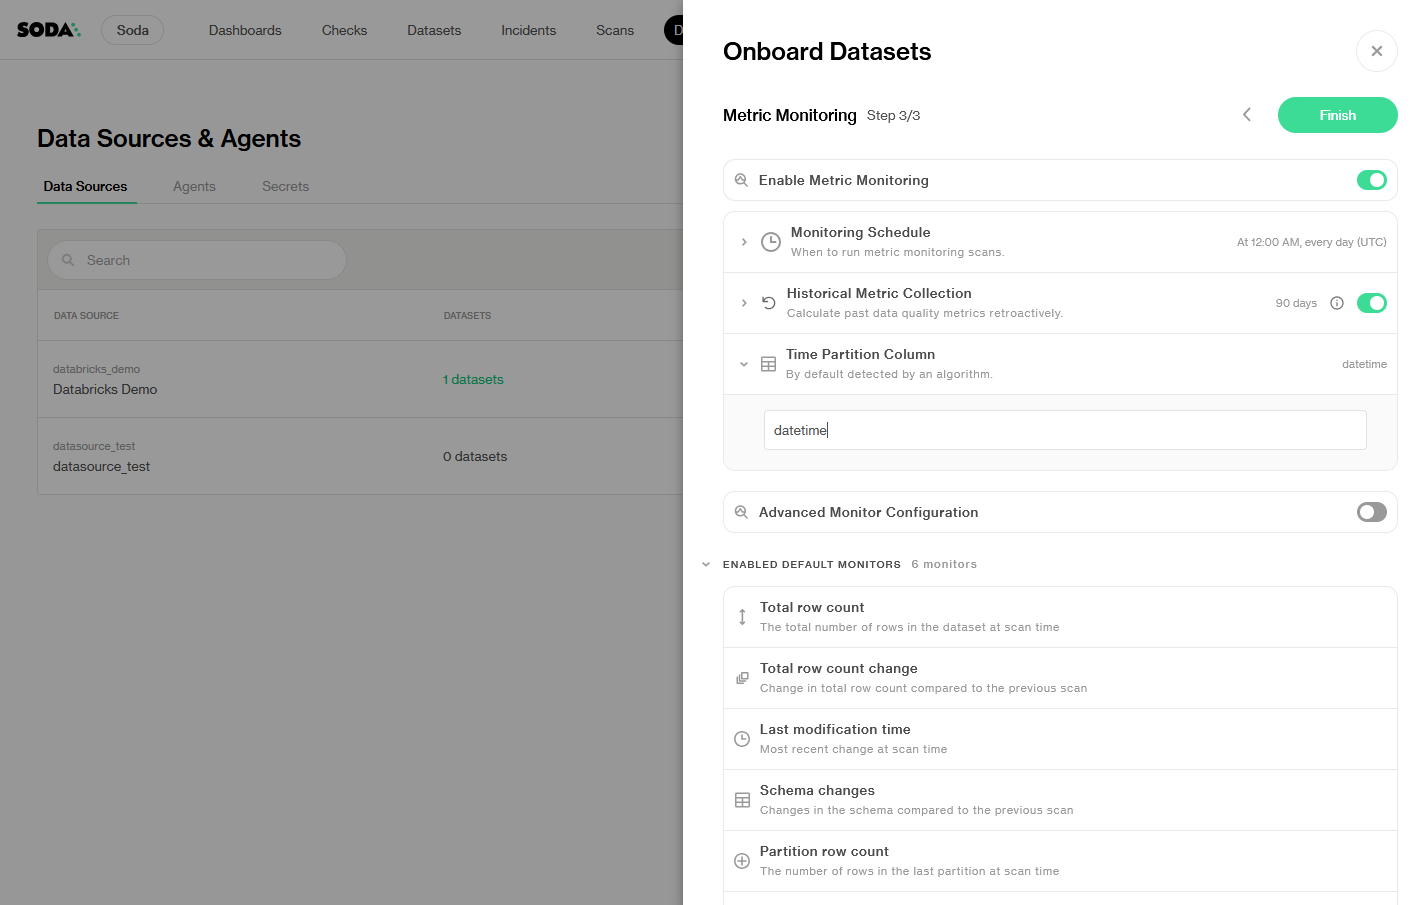 SODA
Soda
Dashboards
Checks
Datasets
Incidents
Scans
D
Data Sources & Agents
Data Sources
Agents
Secrets
Search
DATA SOURCE
DATASETS
databricks_demo
Databricks Demo
1 datasets
datasource_test
datasource_test
0 datasets
Onboard Datasets
Metric Monitoring Step 3/3
Finish
Enable Metric Monitoring
Monitoring Schedule
When to run metric monitoring scans.
At 12:00 AM, every day (UTC)
Historical Metric Collection
Calculate past data quality metrics retroactively.
90 days
Time Partition Column
By default detected by an algorithm.
datetime
datetime
Advanced Monitor Configuration
ENABLED DEFAULT MONITORS 6 monitors
Total row count
The total number of rows in the dataset at scan time
Total row count change
Change in total row count compared to the previous scan
Last modification time
Most recent change at scan time
Schema changes
Changes in the schema compared to the previous scan
Partition row count
The number of rows in the last partition at scan time